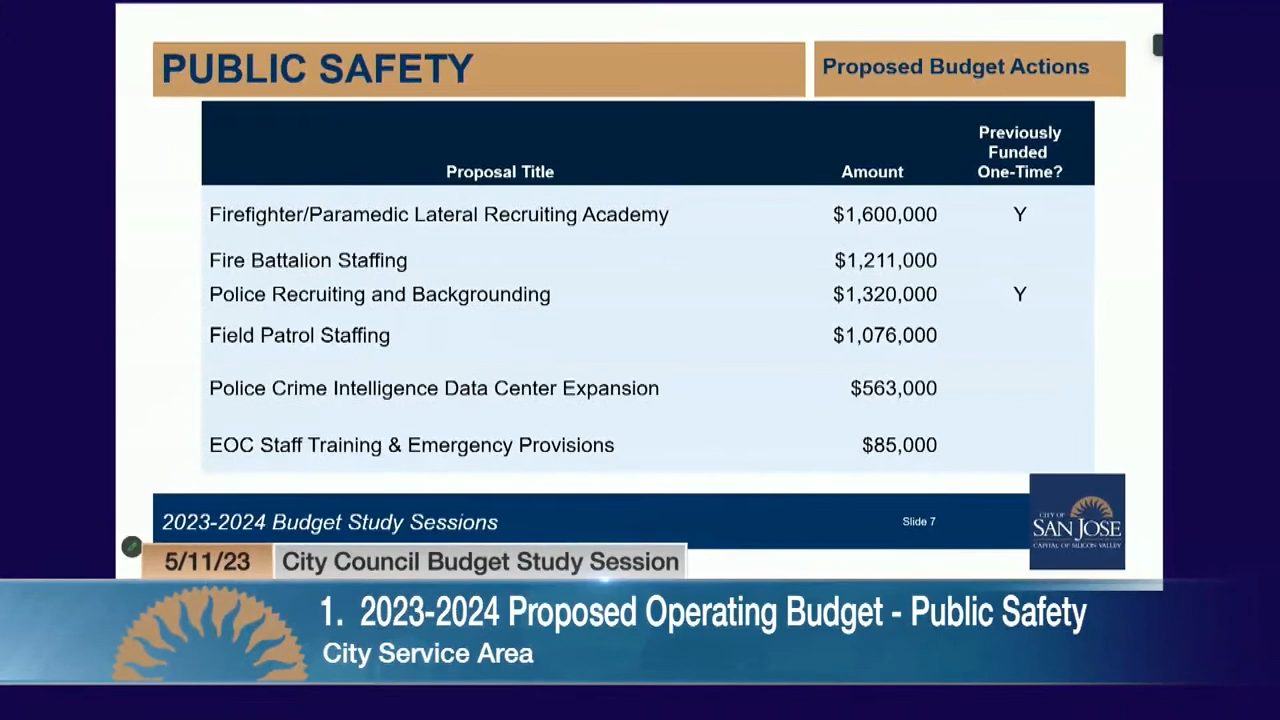 PUBLIC SAFETY
Proposed Budget Actions
Proposal Title
Amount
Previously
Funded
One-Time?
Firefighter/Paramedic Lateral Recruiting Academy $1,600,000 Y
Fire Battalion Staffing $1,211,000
Police Recruiting and Backgrounding $1,320,000 Y
Field Patrol Staffing $1,076,000
Police Crime Intelligence Data Center Expansion $563,000
EOC Staff Training & Emergency Provisions $85,000
2023-2024 Budget Study Sessions
Slide 7
CITY OF
SAN JOSE
CAPITAL OF SILICON VALLEY
5/11/23 City Council Budget Study Session
1. 2023-2024 Proposed Operating Budget - Public Safety
City Service Area